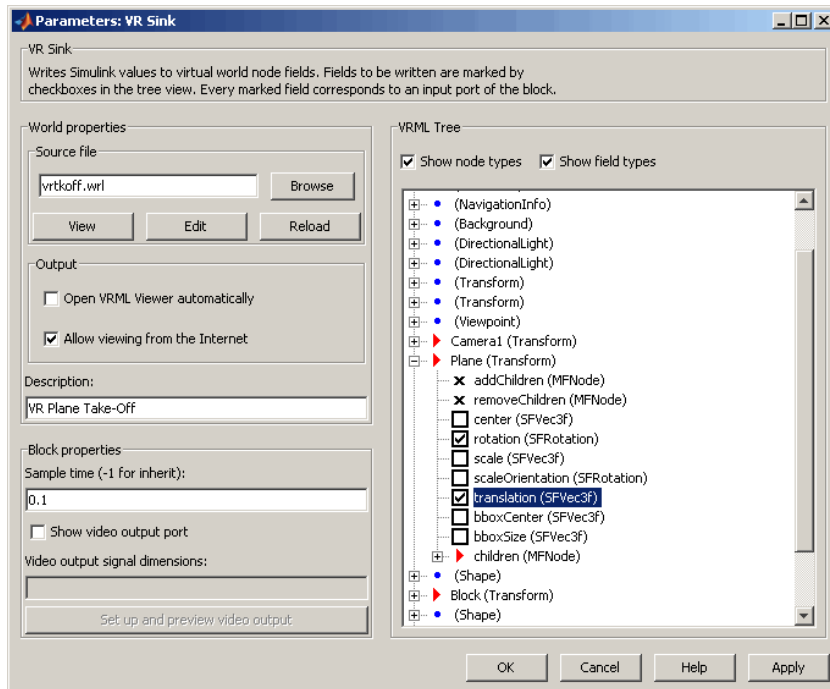 Parameters: VR Sink
VR Sink
Writes Simulink values to virtual world node fields. Fields to be written are marked by
checkboxes in the tree view. Every marked field corresponds to an input port of the block.
World properties
Source file
vrtkoff.wrl
Browse
View
Edit
Reload
Output
Open VRML Viewer automatically
Allow viewing from the Internet
Description:
VR Plane Take-Off
Block properties
Sample time (-1 for inherit):
0.1
Show video output port
Video output signal dimensions:
Set up and preview video output
VRML Tree
Show node types
Show field types
(NavigationInfo)
(Background)
(DirectionalLight)
(DirectionalLight)
(Transform)
(Transform)
(Viewpoint)
Camera1 (Transform)
Plane (Transform)
addChildren (MFNode)
removeChildren (MFNode)
center (SFVec3f)
rotation (SFRotation)
scale (SFVec3f)
scaleOrientation (SFRotation)
translation (SFVec3f)
bboxCenter (SFVec3f)
bboxSize (SFVec3f)
children (MFNode)
(Shape)
Block (Transform)
(Shape)
OK
Cancel
Help
Apply